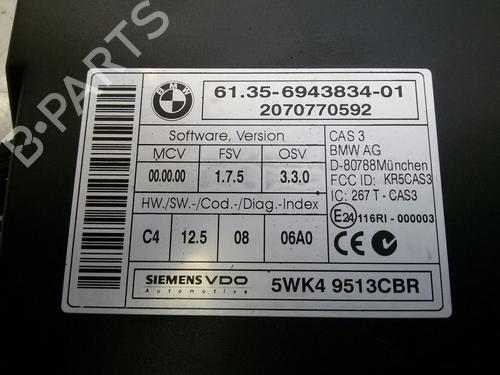 B-PARTS
BMW
61.35-6943834-01
2070770592
Software, Version
MCV FSV OSV
00.00.00 1.7.5 3.3.0
HW./SW.-/Cod.-/Diag.-Index
C4 12.5 08 06A0
CAS 3
BMW AG
D-80788München
FCC ID: KR5CAS3
IC: 267 T - CAS3
E24 116RI - 000003
CE
SIEMENS VDO
Automotive
5WK4 9513CBR